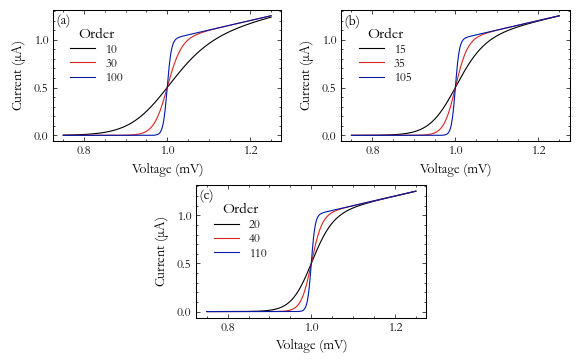 (a)
Order
10
30
100
Current (μA)
1.0
0.5
0.0
0.8
1.0
1.2
Voltage (mV)
(b)
Order
15
35
105
Current (μA)
1.0
0.5
0.0
0.8
1.0
1.2
Voltage (mV)
(c)
Order
20
40
110
Current (μA)
1.0
0.5
0.0
0.8
1.0
1.2
Voltage (mV)